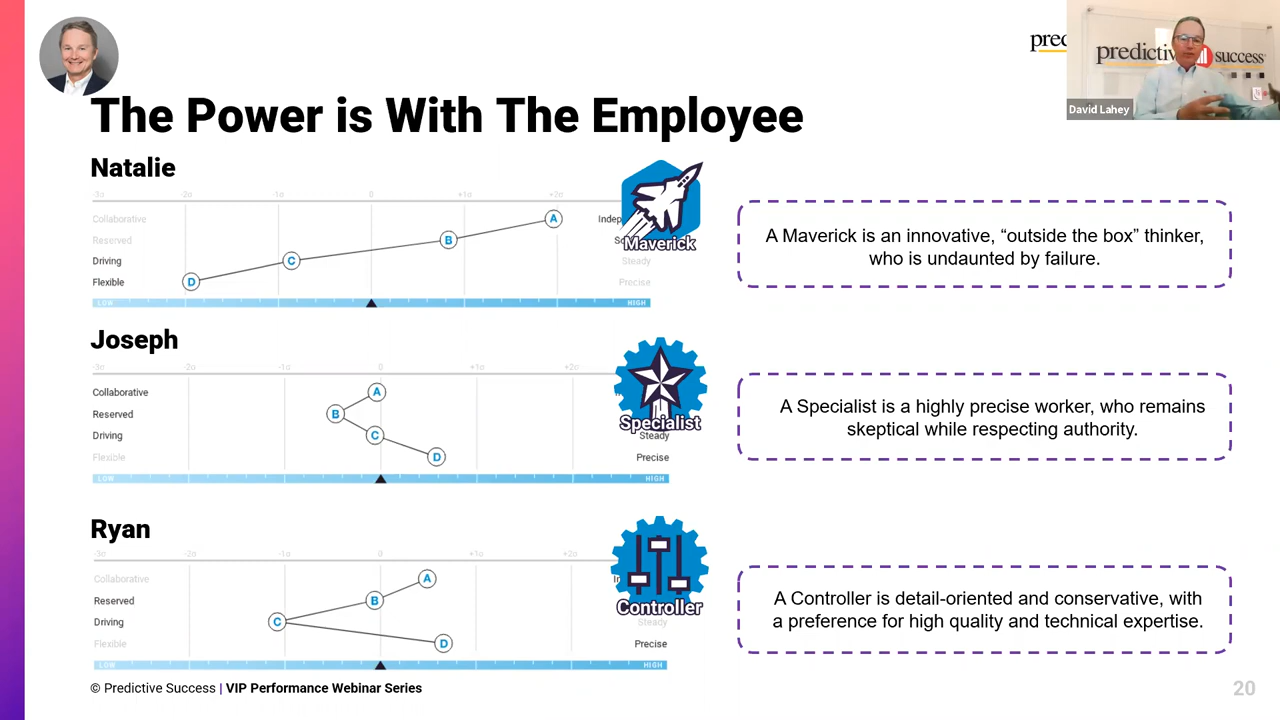 prec
predictive success
David Lahey
The Power is With The Employee
Natalie
-3σ -2σ -1σ 0 +1σ +2σ
Collaborative A Indep
Reserved B So
Driving C Steady
Flexible D Precise
LOW HIGH
Maverick
A Maverick is an innovative, “outside the box” thinker,
who is undaunted by failure.
Joseph
-3σ -2σ -1σ 0 +1σ +2σ
Collaborative A
Reserved B
Driving C Steady
Flexible D Precise
LOW HIGH
Specialist
A Specialist is a highly precise worker, who remains
skeptical while respecting authority.
Ryan
-3σ -2σ -1σ 0 +1σ +2σ
Collaborative A In
Reserved B
Driving C Steady
Flexible D Precise
LOW HIGH
Controller
A Controller is detail-oriented and conservative, with
a preference for high quality and technical expertise.
© Predictive Success | VIP Performance Webinar Series
20